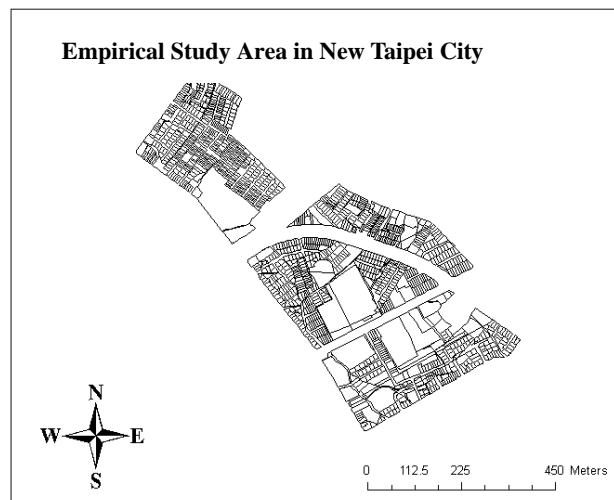 Empirical Study Area in New Taipei City
N
W E
S
0 112.5 225 450 Meters